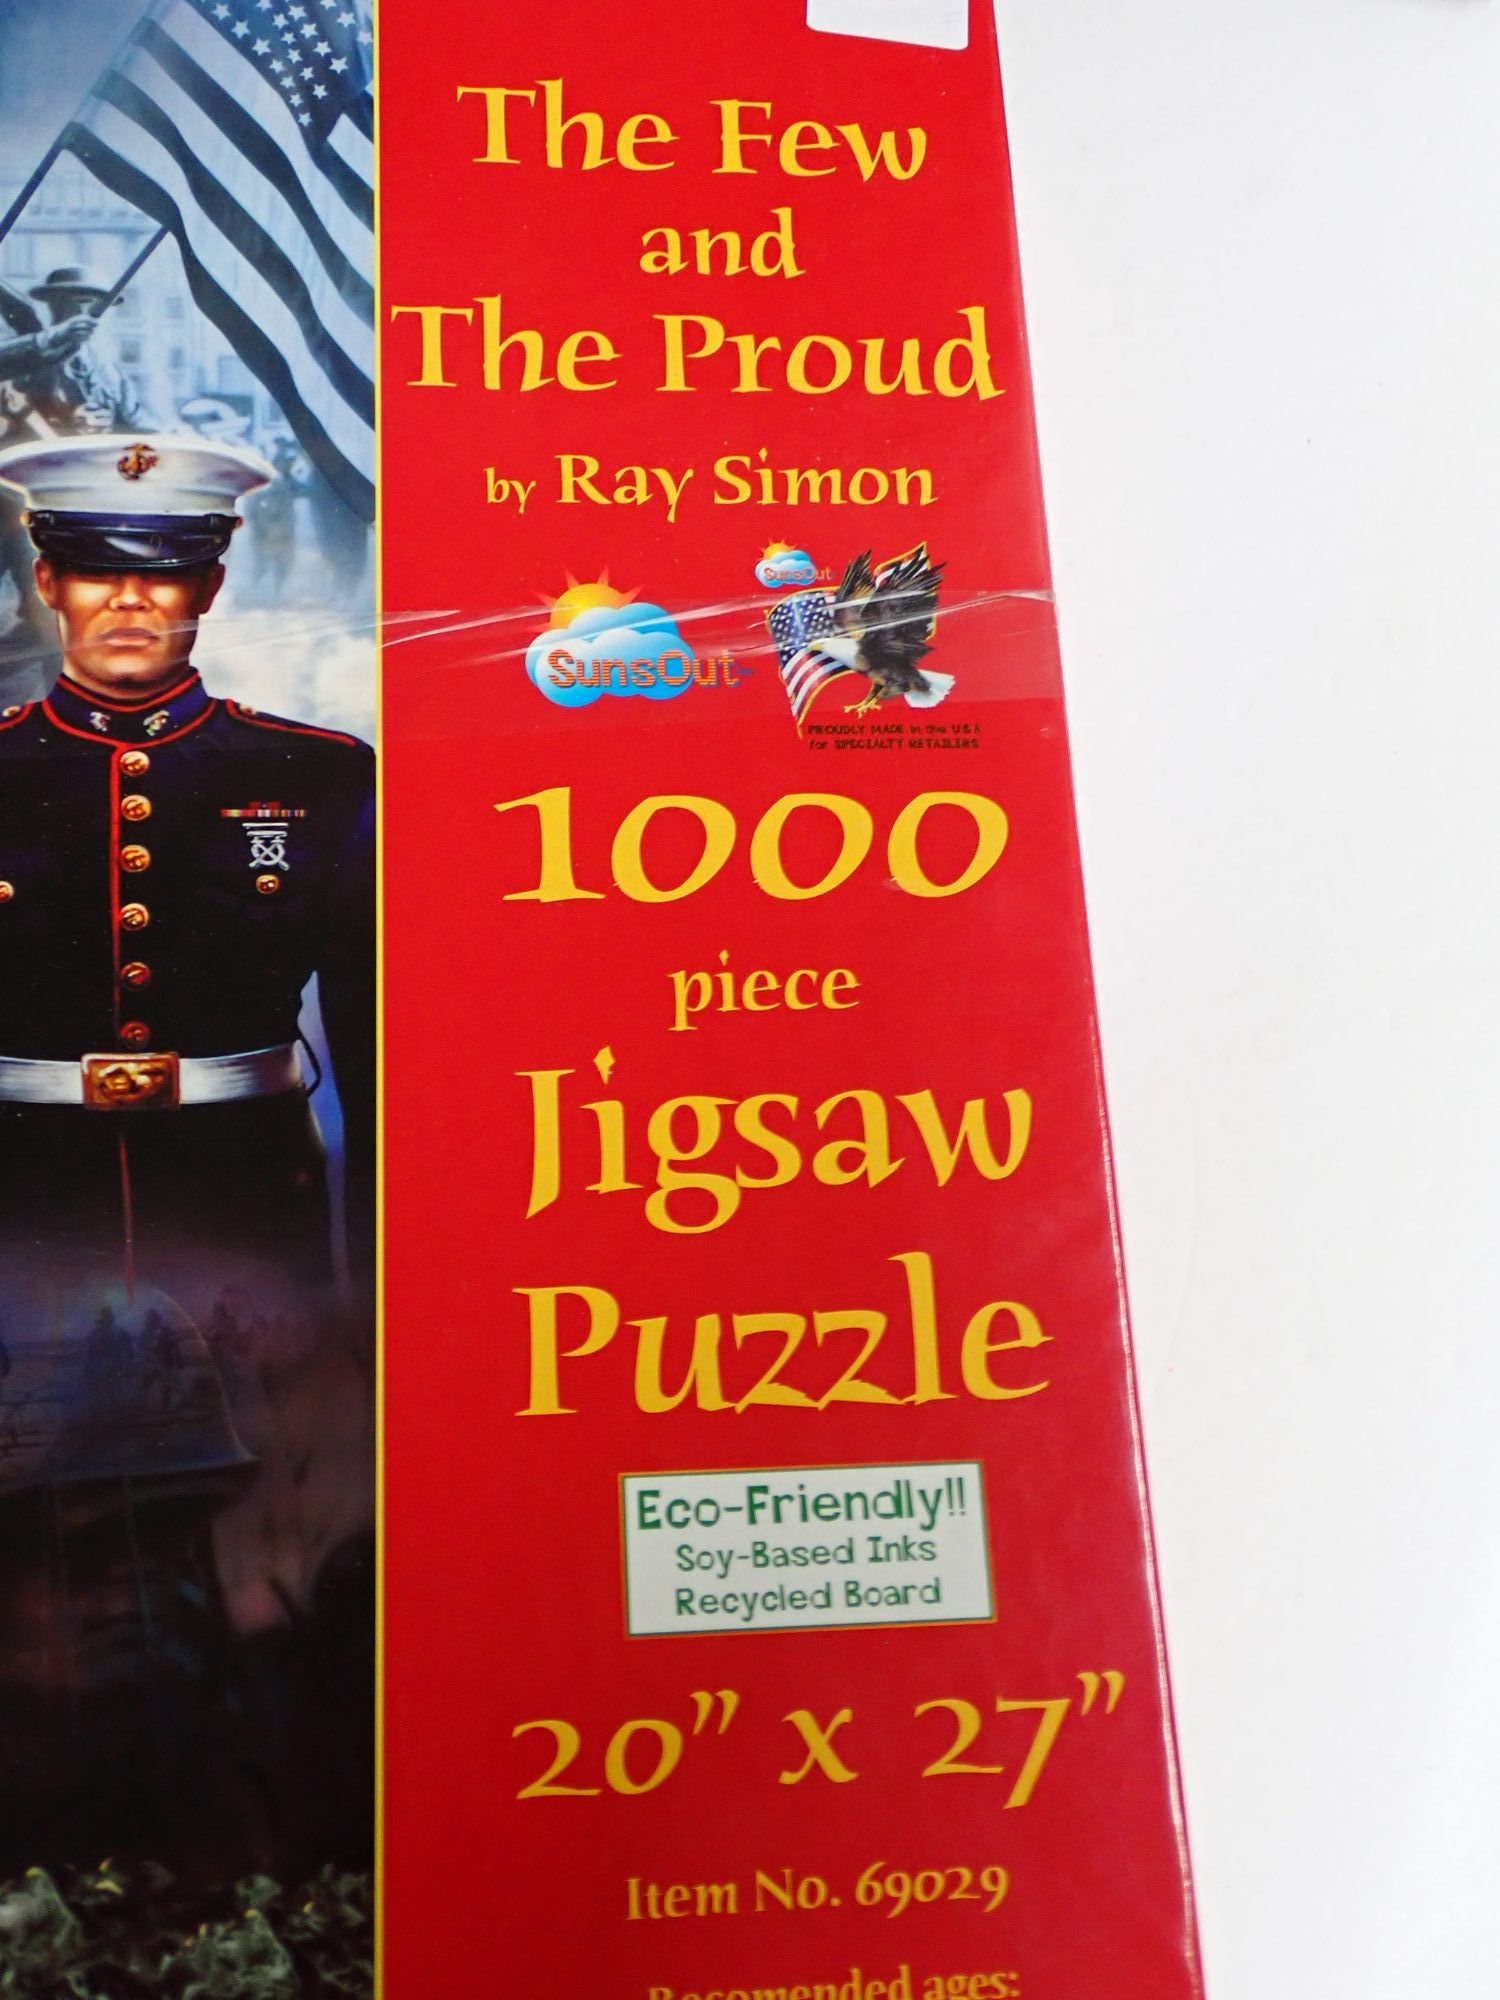 The Few
and
The Proud
by Ray Simon
SunsOut
SunsOut
PROUDLY MADE in the USA
for SPECIALTY RETAILERS
1000
piece
Jigsaw
Puzzle
Eco-Friendly!!
Soy-Based Inks
Recycled Board
20” x 27”
Item No. 69029
Recomended ages: